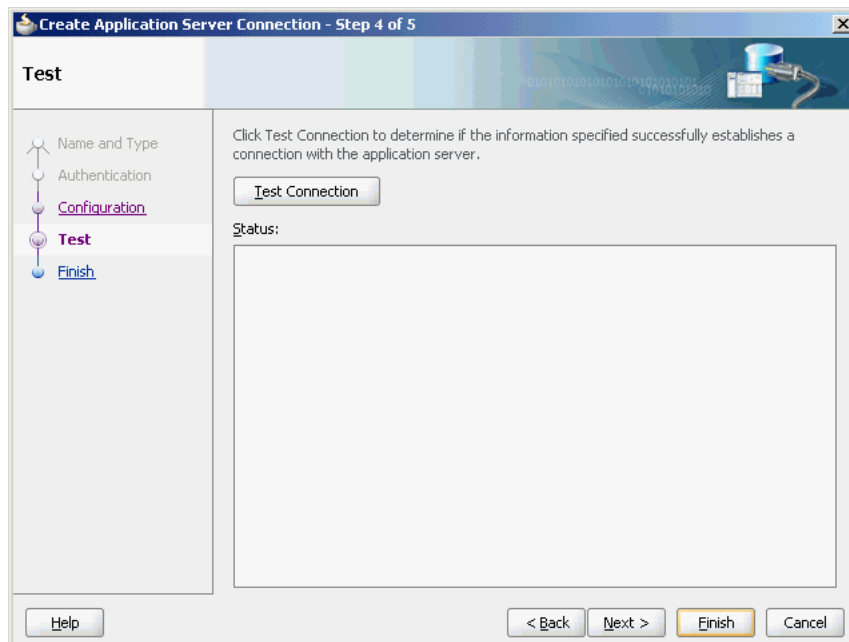 Create Application Server Connection - Step 4 of 5
Test
Name and Type
Authentication
Configuration
Test
Finish
Click Test Connection to determine if the information specified successfully establishes a
connection with the application server.
Test Connection
Status:
Help
< Back
Next >
Finish
Cancel